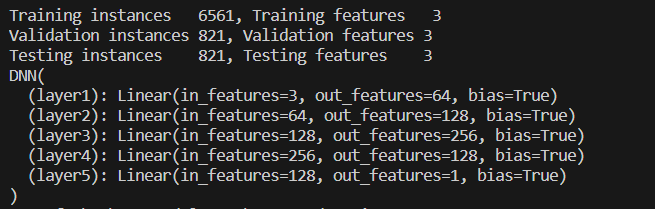 Training instances   6561, Training features   3
Validation instances 821, Validation features 3
Testing instances    821, Testing features    3
DNN(
  (layer1): Linear(in_features=3, out_features=64, bias=True)
  (layer2): Linear(in_features=64, out_features=128, bias=True)
  (layer3): Linear(in_features=128, out_features=256, bias=True)
  (layer4): Linear(in_features=256, out_features=128, bias=True)
  (layer5): Linear(in_features=128, out_features=1, bias=True)
)